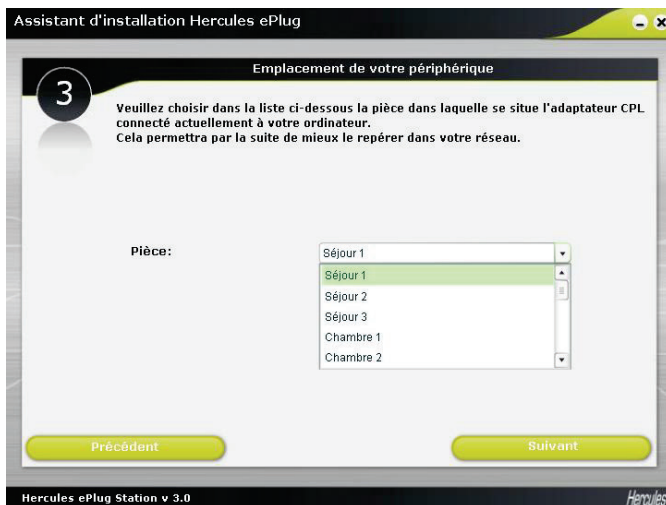 Assistant d'installation Hercules ePlug
Emplacement de votre périphérique
3
Veuillez choisir dans la liste ci-dessous la pièce dans laquelle se situe l'adaptateur CPL
connecté actuellement à votre ordinateur.
Cela permettra par la suite de mieux le repérer dans votre réseau.
Pièce:
Séjour 1
Séjour 1
Séjour 2
Séjour 3
Chambre 1
Chambre 2
Précédent
Suivant
Hercules ePlug Station v 3.0
Hercules